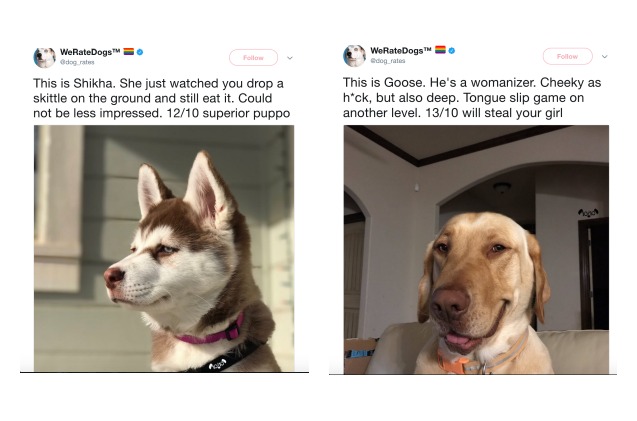 WeRateDogs™ 🏳️‍🌈
@dog_rates
Follow
This is Shikha. She just watched you drop a
skittle on the ground and still eat it. Could
not be less impressed. 12/10 superior puppo
WeRateDogs™ 🏳️‍🌈
@dog_rates
Follow
This is Goose. He's a womanizer. Cheeky as
h*ck, but also deep. Tongue slip game on
another level. 13/10 will steal your girl